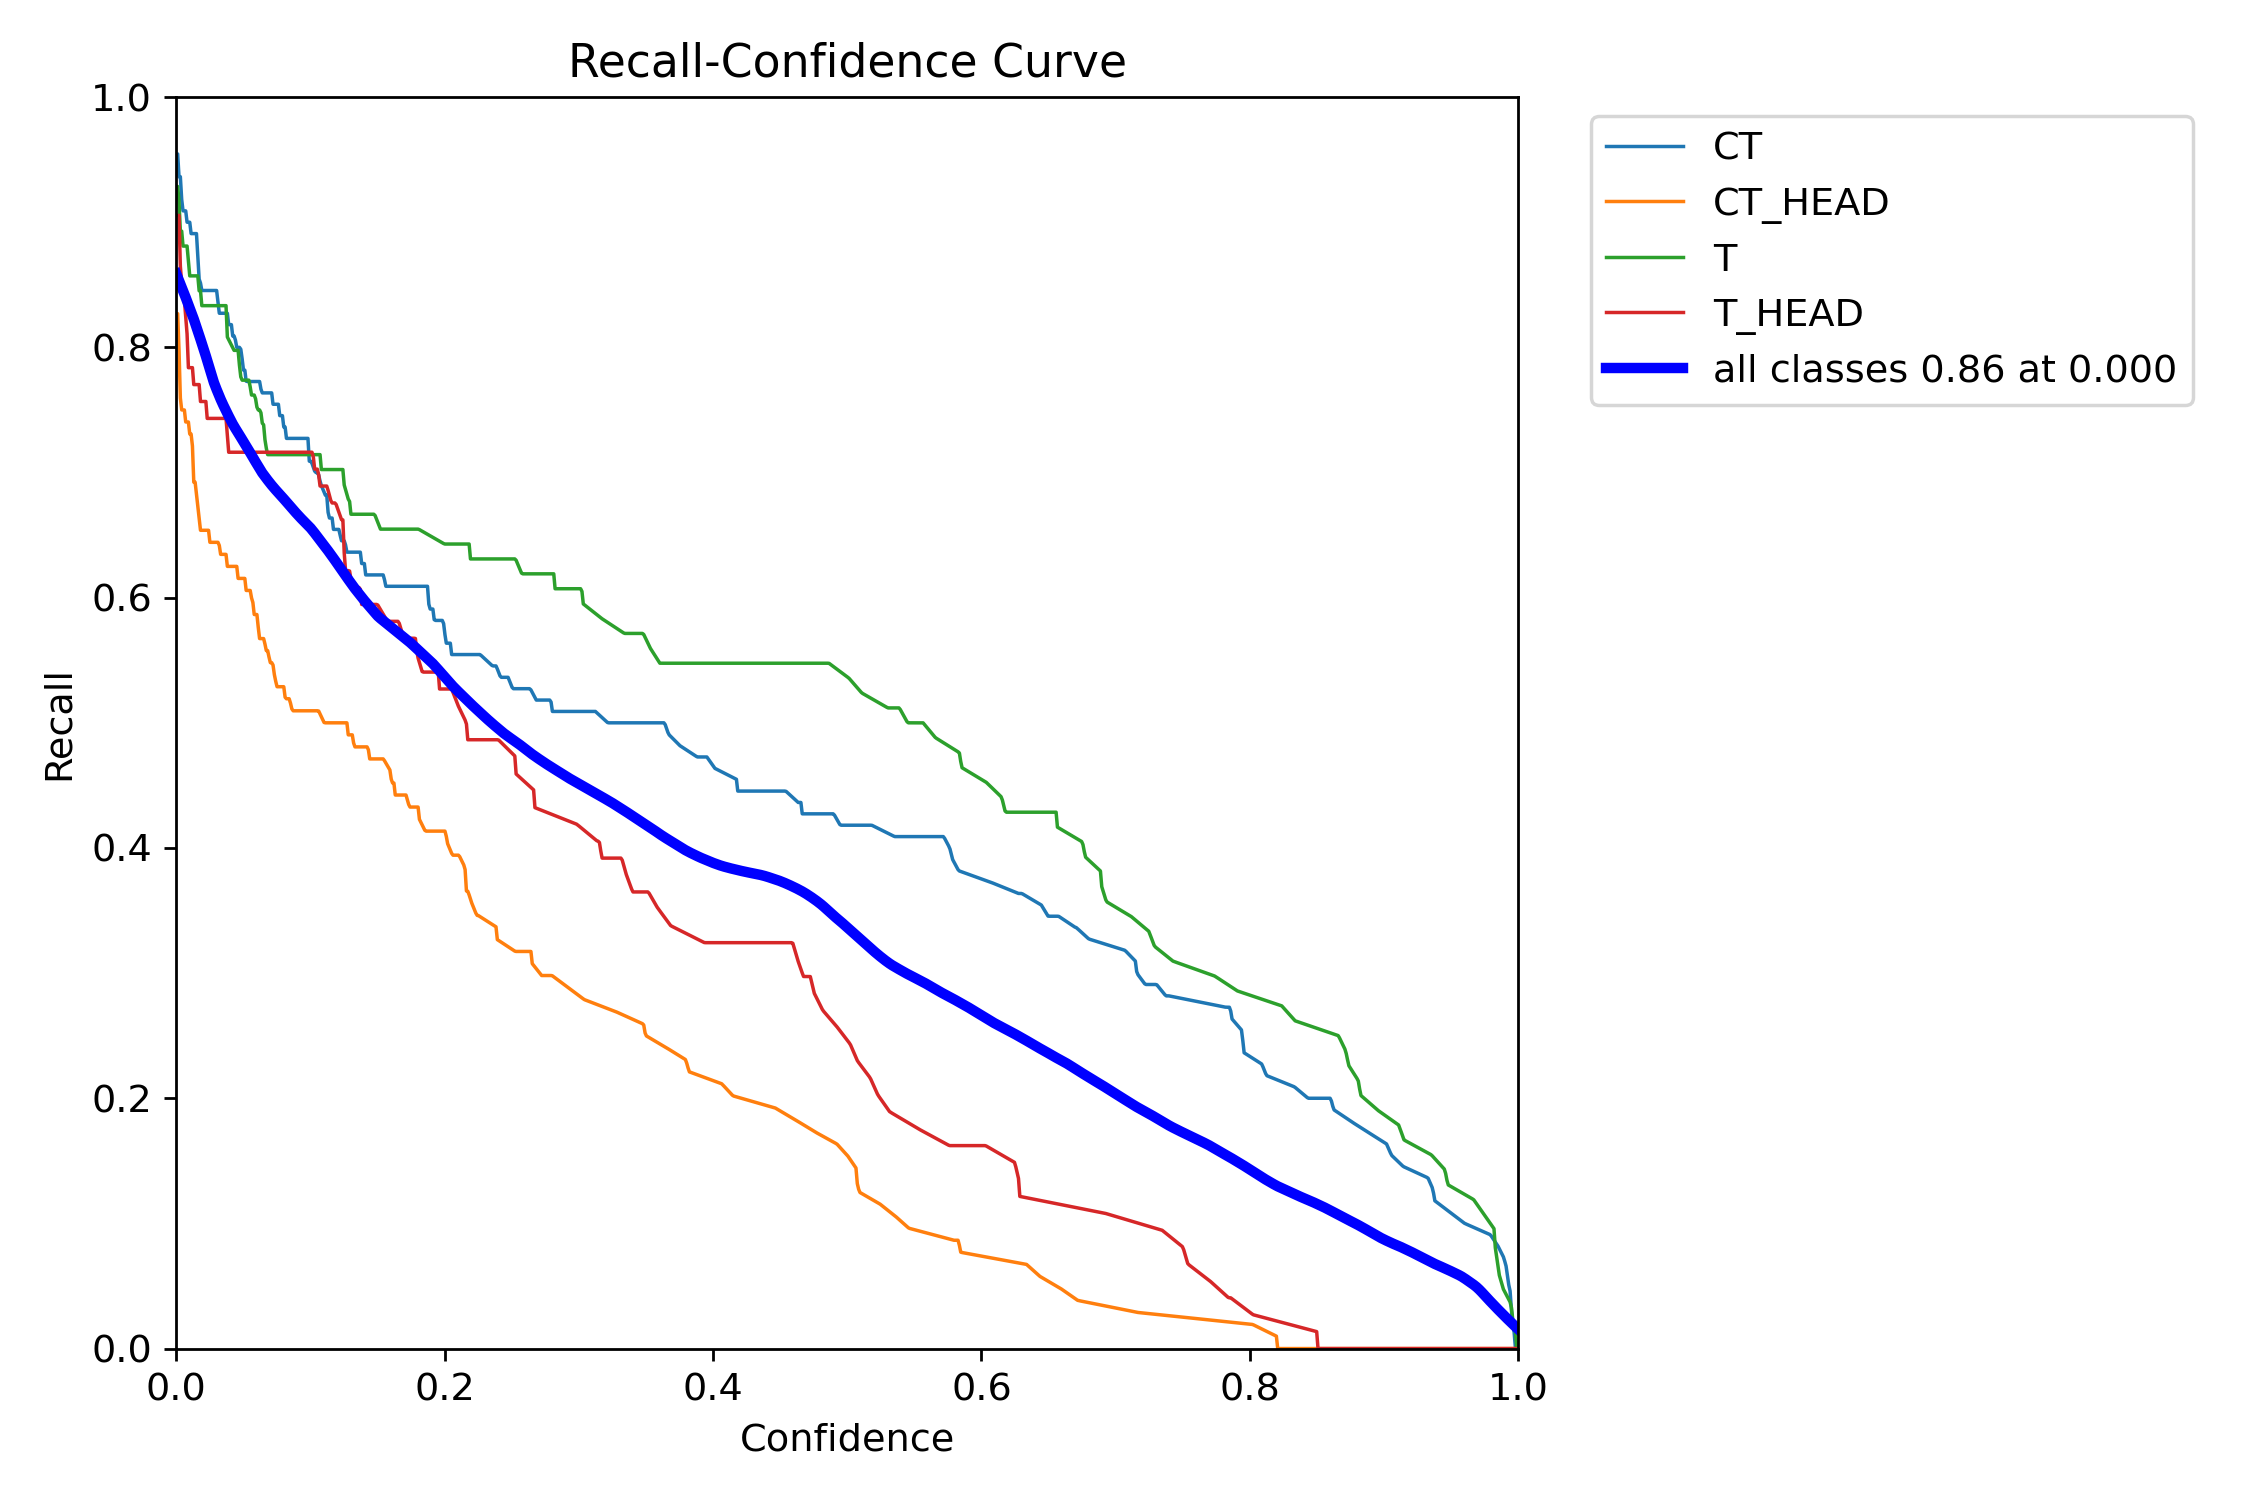 Recall-Confidence Curve
1.0
0.8
0.6
0.4
0.2
0.0
Recall
0.0 0.2 0.4 0.6 0.8 1.0
Confidence
CT
CT_HEAD
T
T_HEAD
all classes 0.86 at 0.000